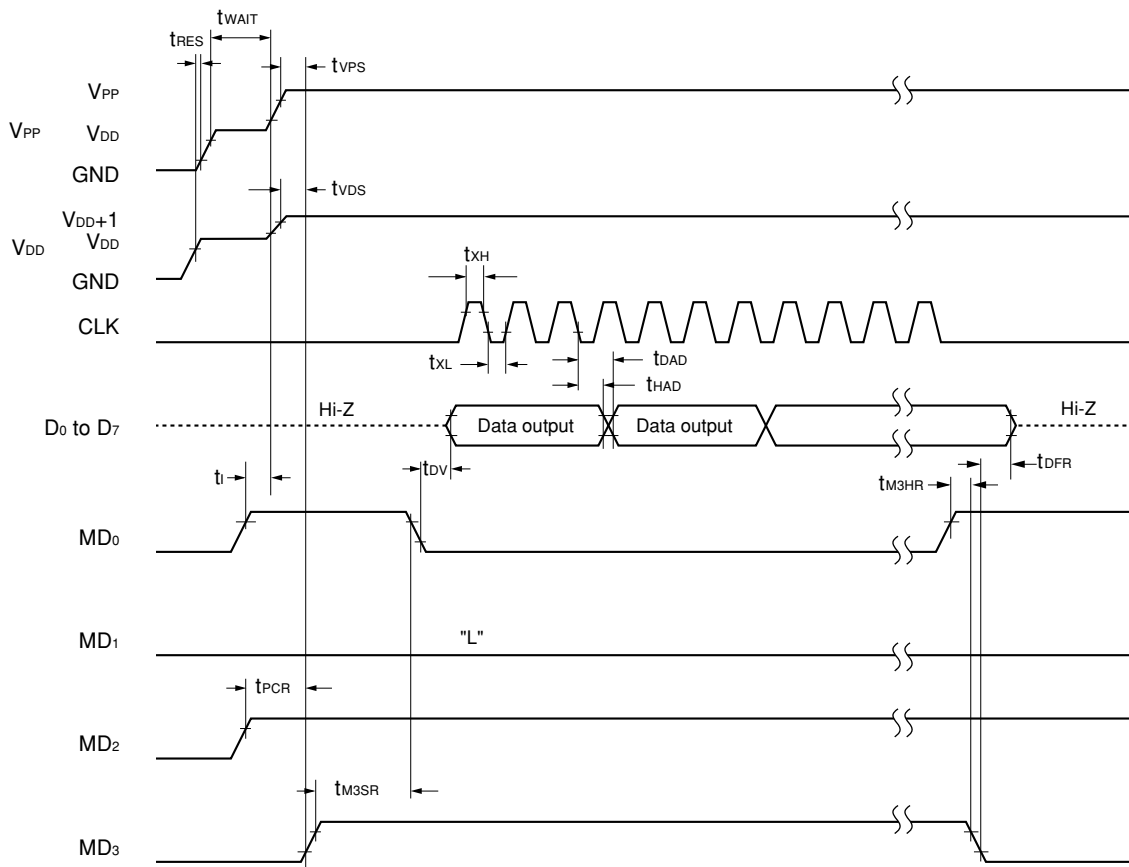 tWAIT
tRES
tVPS
VPP
VPP VDD
GND
tVDS
VDD+1
VDD VDD
GND
tXH
CLK
tXL
tDAD
tHAD
Hi-Z
Data output
Data output
Hi-Z
D0 to D7
tI
tDV
tDFR
tM3HR
MD0
"L"
MD1
tPCR
MD2
tM3SR
MD3